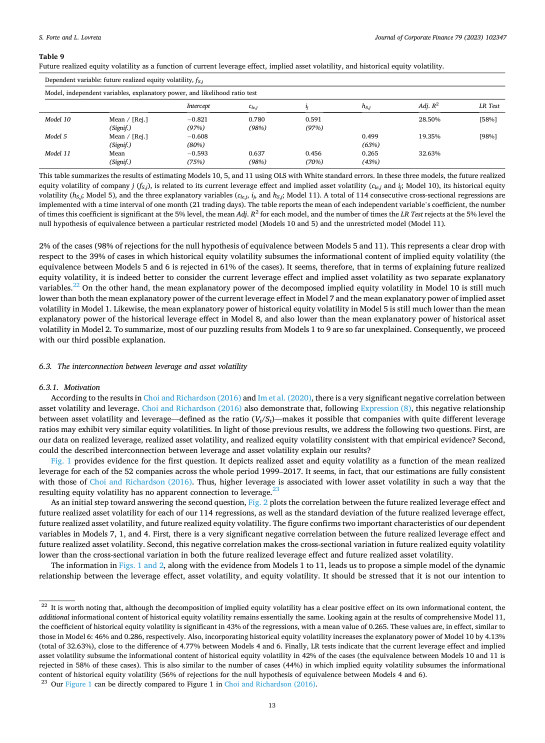 S. Forte and L. Lovreta
Journal of Corporate Finance 79 (2023) 102347
Table 9
Future realized equity volatility as a function of current leverage effect, implied asset volatility, and historical equity volatility.
Dependent variable: future realized equity volatility, fs,j
Model, independent variables, explanatory power, and likelihood ratio test
Intercept cle,j ij hs,j Adj. R² LR Test
Model 10 Mean / [Rej.] −0.821 0.780 0.591 28.50% [58%]
(Signif.) (97%) (98%) (97%)
Model 5 Mean / [Rej.] −0.608 0.499 19.35% [98%]
(Signif.) (80%) (63%)
Model 11 Mean −0.593 0.637 0.456 0.265 32.63%
(Signif.) (75%) (98%) (70%) (43%)
This table summarizes the results of estimating Models 10, 5, and 11 using OLS with White standard errors. In these three models, the future realized
equity volatility of company j (fs,j), is related to its current leverage effect and implied asset volatility (cle,j and ij; Model 10), its historical equity
volatility (hs,j; Model 5), and the three explanatory variables (cle,j, ij, and hs,j; Model 11). A total of 114 consecutive cross-sectional regressions are
implemented with a time interval of one month (21 trading days). The table reports the mean of each independent variable's coefficient, the number
of times this coefficient is significant at the 5% level, the mean Adj. R² for each model, and the number of times the LR Test rejects at the 5% level the
null hypothesis of equivalence between a particular restricted model (Models 10 and 5) and the unrestricted model (Model 11).
2% of the cases (98% of rejections for the null hypothesis of equivalence between Models 5 and 11). This represents a clear drop with
respect to the 39% of cases in which historical equity volatility subsumes the informational content of implied equity volatility (the
equivalence between Models 5 and 6 is rejected in 61% of the cases). It seems, therefore, that in terms of explaining future realized
equity volatility, it is indeed better to consider the current leverage effect and implied asset volatility as two separate explanatory
variables.22 On the other hand, the mean explanatory power of the decomposed implied equity volatility in Model 10 is still much
lower than both the mean explanatory power of the current leverage effect in Model 7 and the mean explanatory power of implied asset
volatility in Model 1. Likewise, the mean explanatory power of historical equity volatility in Model 5 is still much lower than the mean
explanatory power of the historical leverage effect in Model 8, and also lower than the mean explanatory power of historical asset
volatility in Model 2. To summarize, most of our puzzling results from Models 1 to 9 are so far unexplained. Consequently, we proceed
with our third possible explanation.
6.3. The interconnection between leverage and asset volatility
6.3.1. Motivation
According to the results in Choi and Richardson (2016) and Im et al. (2020), there is a very significant negative correlation between
asset volatility and leverage. Choi and Richardson (2016) also demonstrate that, following Expression (8), this negative relationship
between asset volatility and leverage—defined as the ratio (Vt/St)—makes it possible that companies with quite different leverage
ratios may exhibit very similar equity volatilities. In light of those previous results, we address the following two questions. First, are
our data on realized leverage, realized asset volatility, and realized equity volatility consistent with that empirical evidence? Second,
could the described interconnection between leverage and asset volatility explain our results?
Fig. 1 provides evidence for the first question. It depicts realized asset and equity volatility as a function of the mean realized
leverage for each of the 52 companies across the whole period 1999–2017. It seems, in fact, that our estimations are fully consistent
with those of Choi and Richardson (2016). Thus, higher leverage is associated with lower asset volatility in such a way that the
resulting equity volatility has no apparent connection to leverage.23
As an initial step toward answering the second question, Fig. 2 plots the correlation between the future realized leverage effect and
future realized asset volatility for each of our 114 regressions, as well as the standard deviation of the future realized leverage effect,
future realized asset volatility, and future realized equity volatility. The figure confirms two important characteristics of our dependent
variables in Models 7, 1, and 4. First, there is a very significant negative correlation between the future realized leverage effect and
future realized asset volatility. Second, this negative correlation makes the cross-sectional variation in future realized equity volatility
lower than the cross-sectional variation in both the future realized leverage effect and future realized asset volatility.
The information in Figs. 1 and 2, along with the evidence from Models 1 to 11, leads us to propose a simple model of the dynamic
relationship between the leverage effect, asset volatility, and equity volatility. It should be stressed that it is not our intention to
22 It is worth noting that, although the decomposition of implied equity volatility has a clear positive effect on its own informational content, the
additional informational content of historical equity volatility remains essentially the same. Looking again at the results of comprehensive Model 11,
the coefficient of historical equity volatility is significant in 43% of the regressions, with a mean value of 0.265. These values are, in effect, similar to
those in Model 6: 46% and 0.286, respectively. Also, incorporating historical equity volatility increases the explanatory power of Model 10 by 4.13%
(total of 32.63%), close to the difference of 4.77% between Models 4 and 6. Finally, LR tests indicate that the current leverage effect and implied
asset volatility subsume the informational content of historical equity volatility in 42% of the cases (the equivalence between Models 10 and 11 is
rejected in 58% of these cases). This is also similar to the number of cases (44%) in which implied equity volatility subsumes the informational
content of historical equity volatility (56% of rejections for the null hypothesis of equivalence between Models 4 and 6).
23 Our Figure 1 can be directly compared to Figure 1 in Choi and Richardson (2016).
13